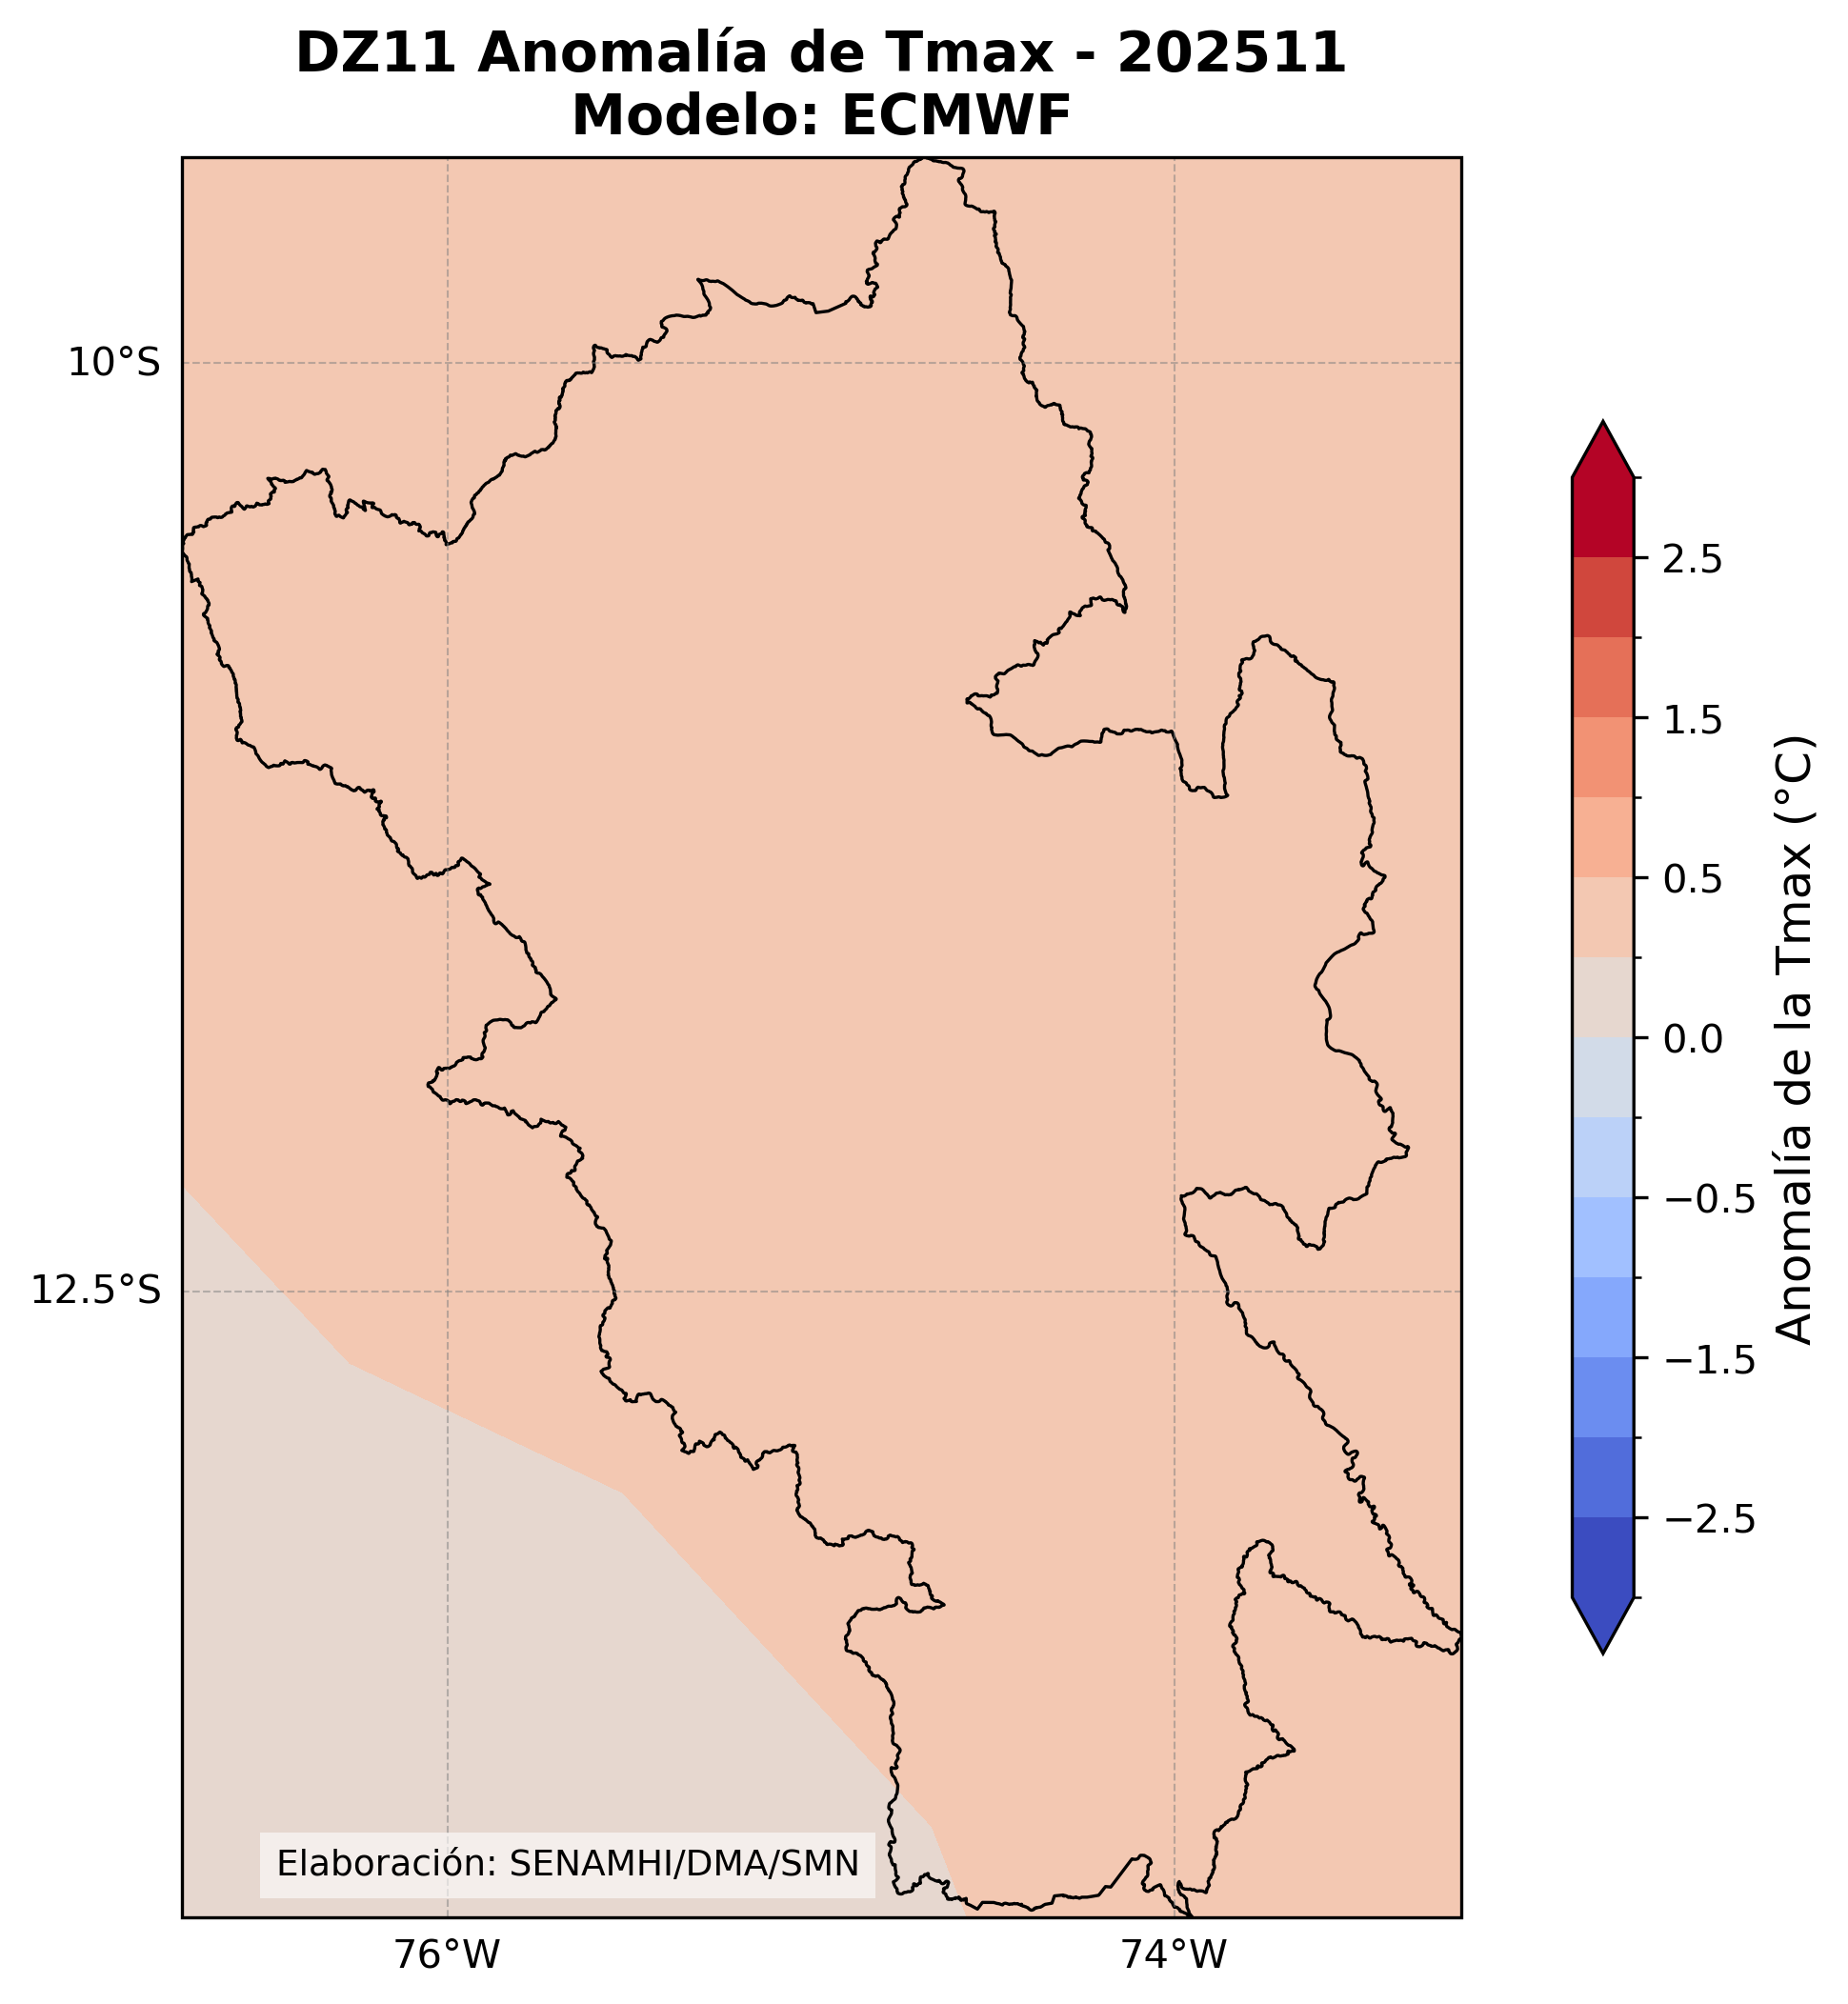 DZ11 Anomalía de Tmax - 202511
Modelo: ECMWF
10°S
12.5°S
76°W
74°W
Elaboración: SENAMHI/DMA/SMN
2.5
1.5
0.5
0.0
−0.5
−1.5
−2.5
Anomalía de la Tmax (°C)